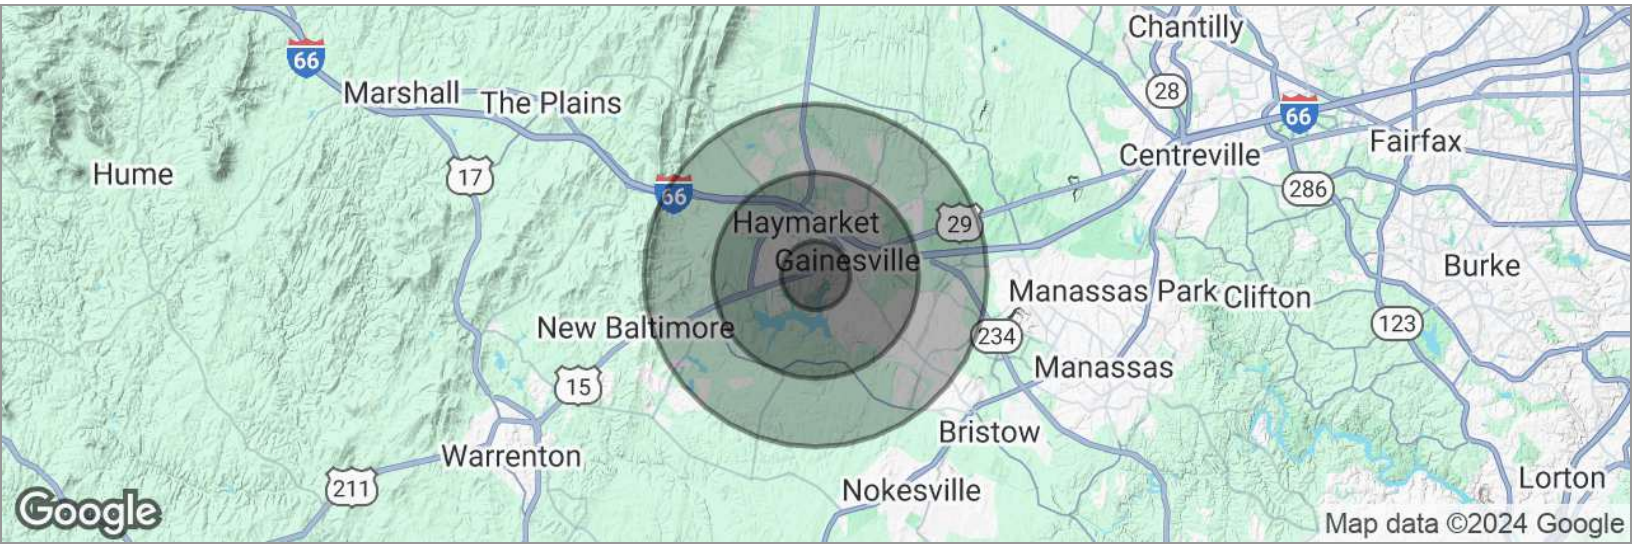 Chantilly
66
28
66
Marshall
The Plains
Fairfax
Centreville
Hume
17
66
286
Haymarket
29
Gainesville
Burke
Manassas Park
Clifton
New Baltimore
234
123
Manassas
15
Bristow
Warrenton
Lorton
211
Nokesville
Google
Map data ©2024 Google